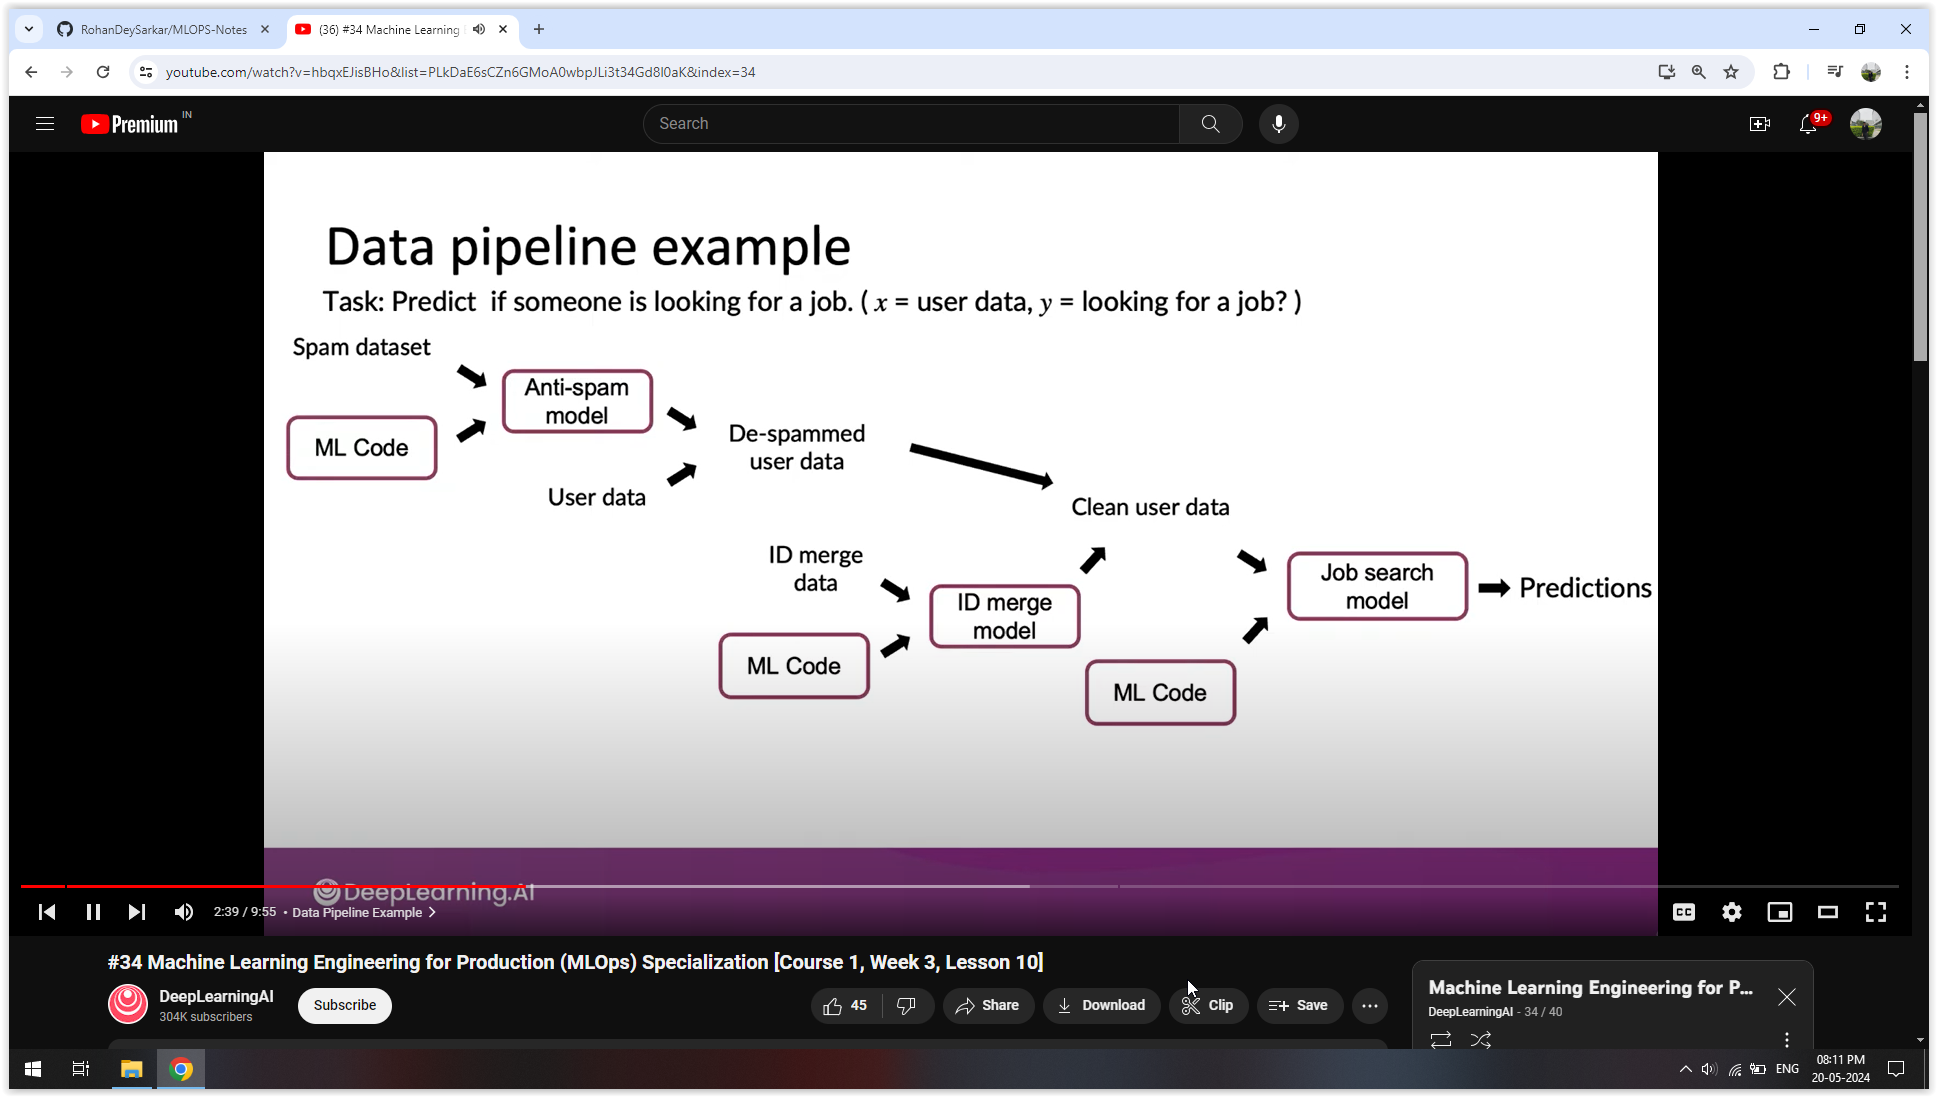 RohanDeySarkar/MLOPS-Notes
(36) #34 Machine Learning
youtube.com/watch?v=hbqxEJisBHo&list=PLkDaE6sCZn6GMoA0wbpJLi3t34Gd8l0aK&index=34
Premium IN
Search
9+
Data pipeline example
Task: Predict if someone is looking for a job. ( x = user data, y = looking for a job? )
Spam dataset
Anti-spam
model
ML Code
De-spammed
user data
User data
Clean user data
ID merge
data
ID merge
model
Job search
model
Predictions
ML Code
ML Code
DeepLearning.AI
2:39 / 9:55 • Data Pipeline Example
CC
#34 Machine Learning Engineering for Production (MLOps) Specialization [Course 1, Week 3, Lesson 10]
DeepLearningAI
304K subscribers
Subscribe
45
Share
Download
Clip
Save
Machine Learning Engineering for P...
DeepLearningAI - 34 / 40
ENG
08:11 PM
20-05-2024